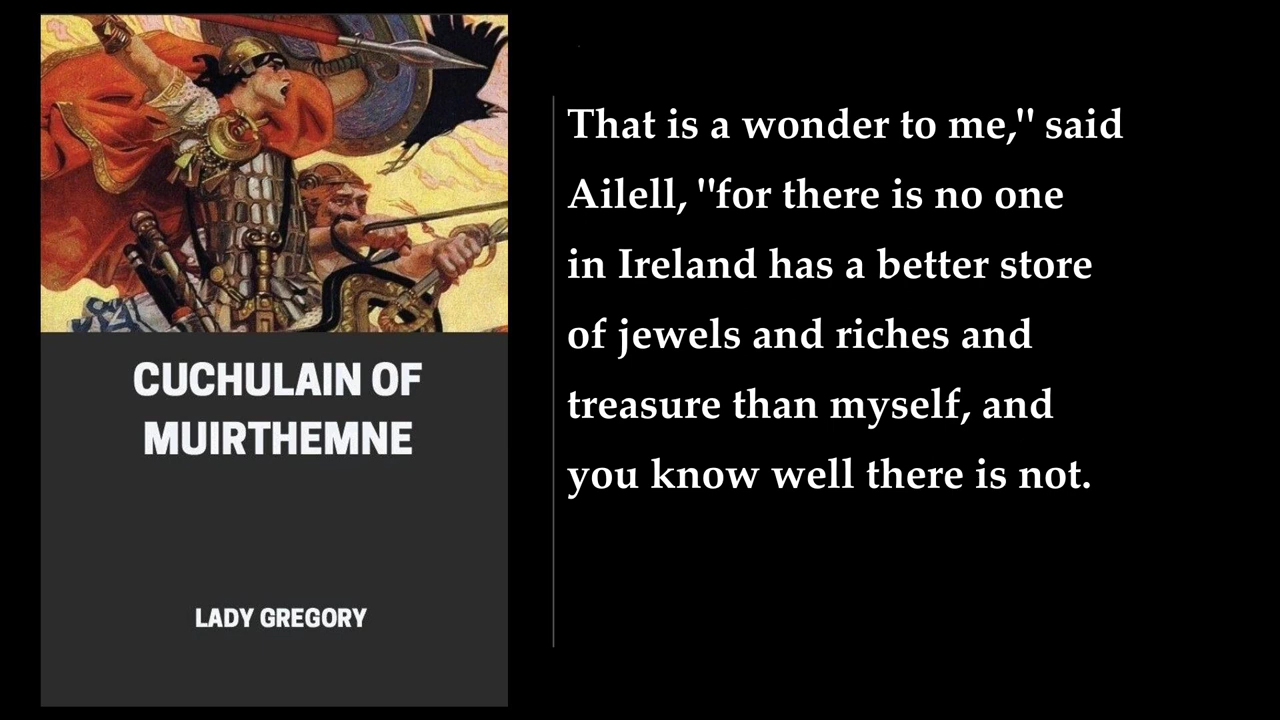 CUCHULAIN OF
MUIRTHEMNE
LADY GREGORY
That is a wonder to me," said
Ailell, "for there is no one
in Ireland has a better store
of jewels and riches and
treasure than myself, and
you know well there is not.